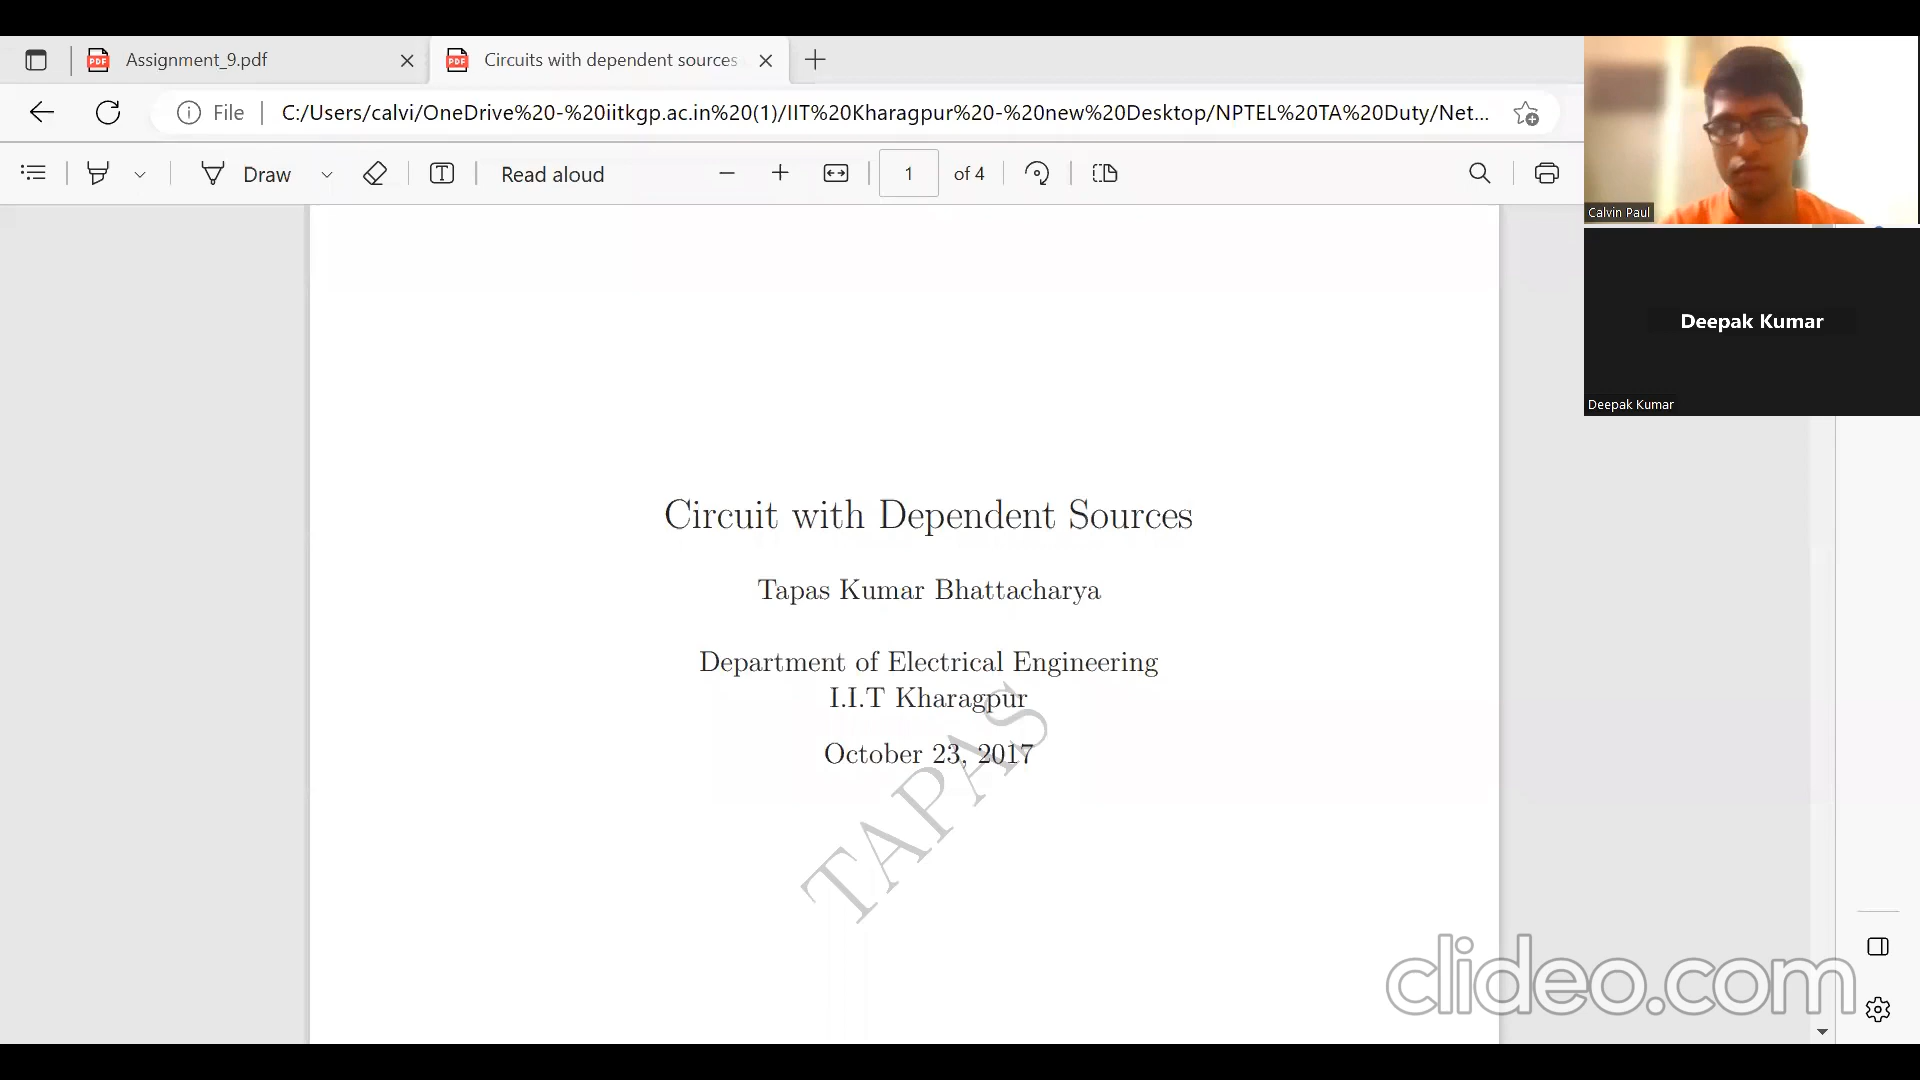 Assignment_9.pdf
Circuits with dependent sources
File
C:/Users/calvi/OneDrive%20-%20iitkgp.ac.in%20(1)/IIT%20Kharagpur%20-%20new%20Desktop/NPTEL%20TA%20Duty/Net...
Draw
Read aloud
1 of 4
Calvin Paul
Deepak Kumar
Deepak Kumar
Circuit with Dependent Sources
Tapas Kumar Bhattacharya
Department of Electrical Engineering
I.I.T Kharagpur
October 23, 2017
TAPAS
clideo.com